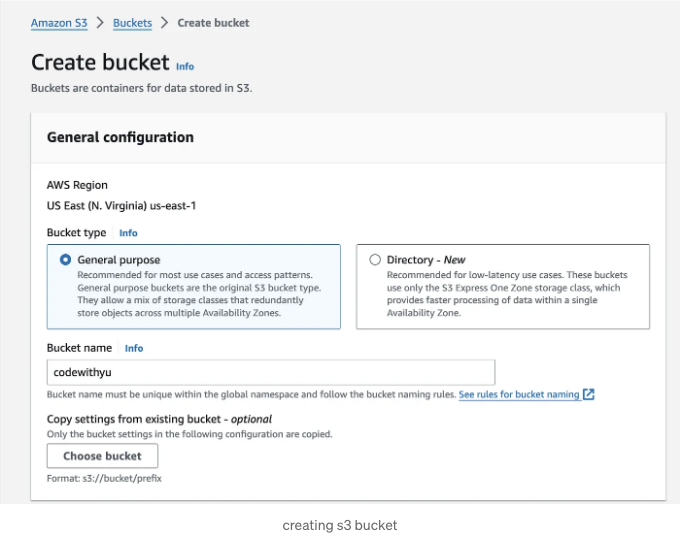 Amazon S3 > Buckets > Create bucket
Create bucket Info
Buckets are containers for data stored in S3.
General configuration
AWS Region
US East (N. Virginia) us-east-1
Bucket type Info
General purpose
Recommended for most use cases and access patterns.
General purpose buckets are the original S3 bucket type.
They allow a mix of storage classes that redundantly
store objects across multiple Availability Zones.
Directory - New
Recommended for low-latency use cases. These buckets
use only the S3 Express One Zone storage class, which
provides faster processing of data within a single
Availability Zone.
Bucket name Info
codewithyu
Bucket name must be unique within the global namespace and follow the bucket naming rules. See rules for bucket naming
Copy settings from existing bucket - optional
Only the bucket settings in the following configuration are copied.
Choose bucket
Format: s3://bucket/prefix
creating s3 bucket